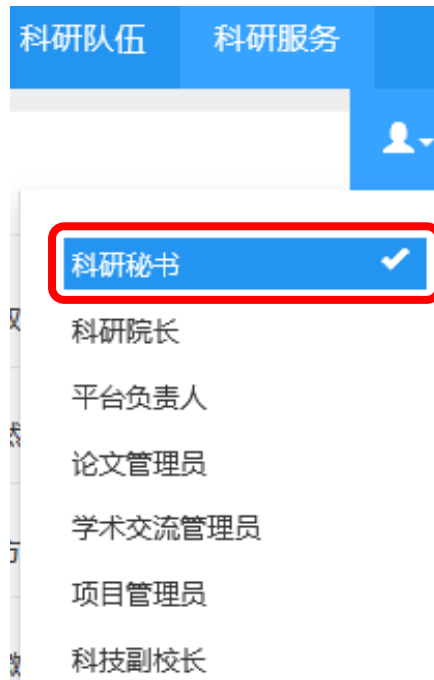 科研队伍 科研服务
科研秘书
科研院长
平台负责人
论文管理员
学术交流管理员
项目管理员
科技副校长